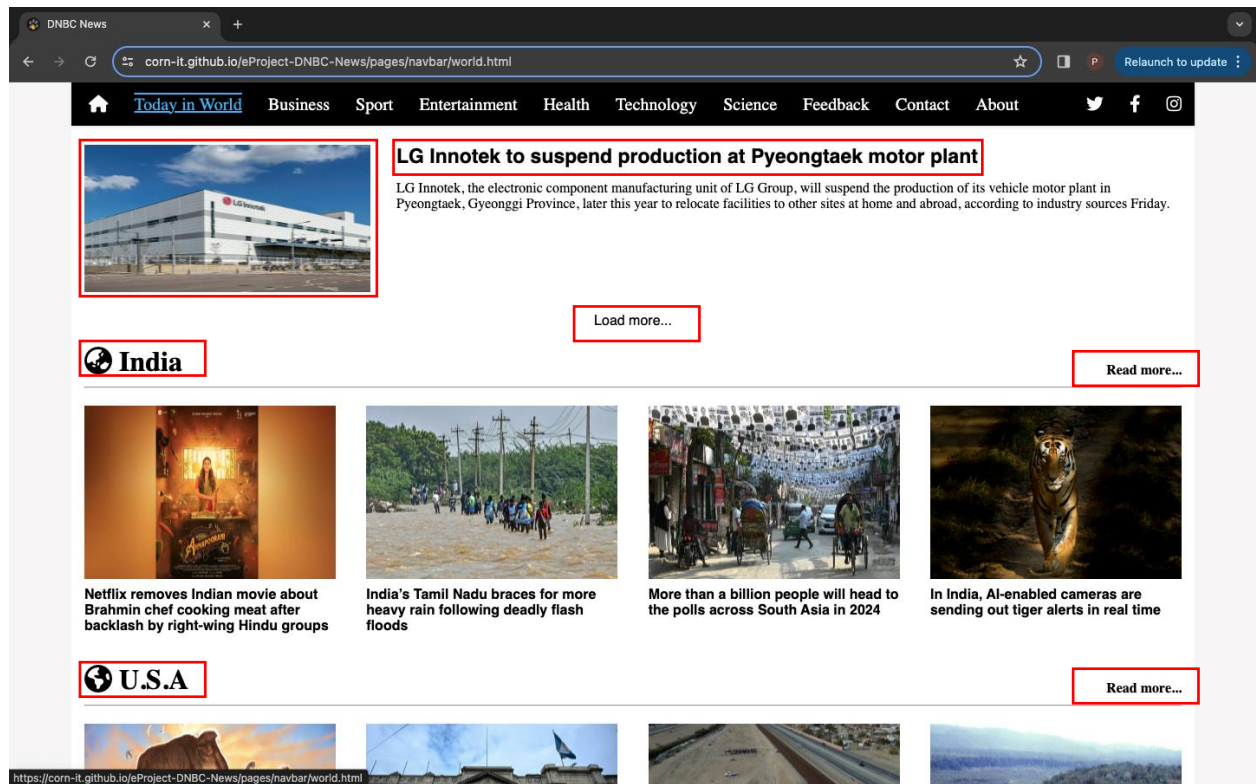 DNBC News
corn-it.github.io/eProject-DNBC-News/pages/navbar/world.html
P
Relaunch to update
Today in World Business Sport Entertainment Health Technology Science Feedback Contact About
LG Innotek
LG Innotek to suspend production at Pyeongtaek motor plant
LG Innotek, the electronic component manufacturing unit of LG Group, will suspend the production of its vehicle motor plant in
Pyeongtaek, Gyeonggi Province, later this year to relocate facilities to other sites at home and abroad, according to industry sources Friday.
Load more...
India
Read more...
ANNAPOORANI
Netflix removes Indian movie about
Brahmin chef cooking meat after
backlash by right-wing Hindu groups
India's Tamil Nadu braces for more
heavy rain following deadly flash
floods
More than a billion people will head to
the polls across South Asia in 2024
In India, AI-enabled cameras are
sending out tiger alerts in real time
U.S.A
Read more...
https://corn-it.github.io/eProject-DNBC-News/pages/navbar/world.html